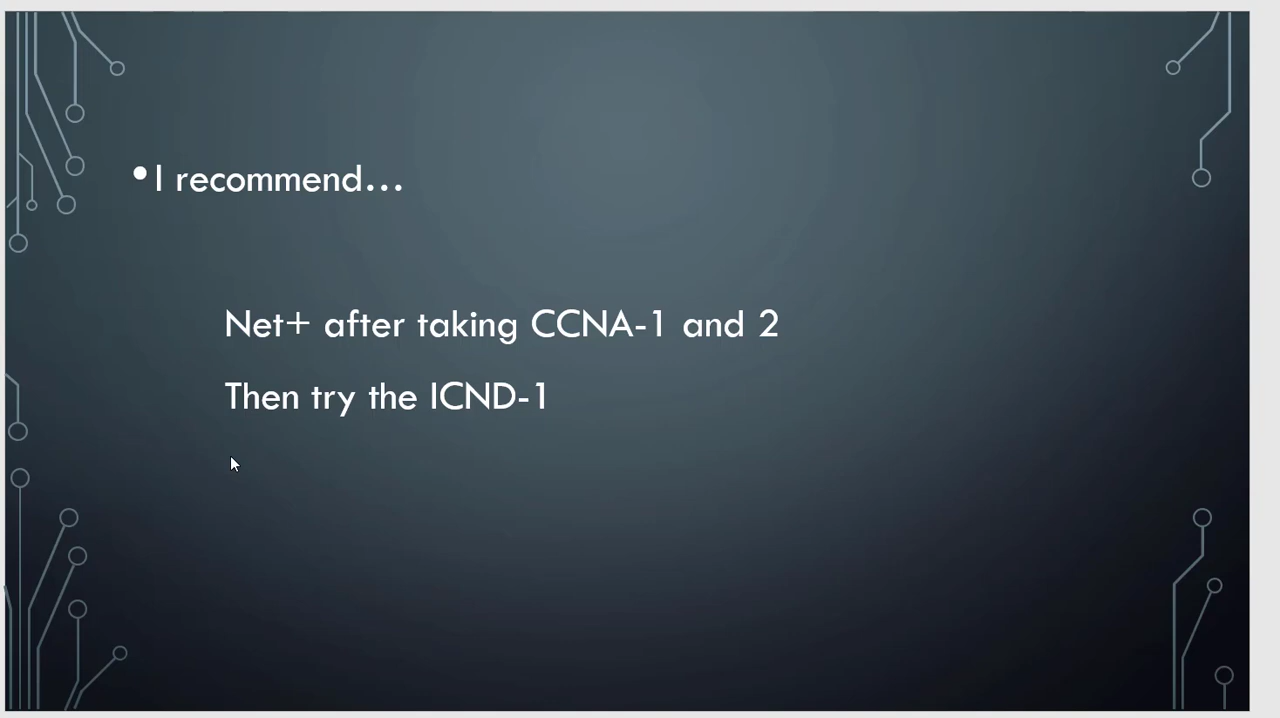 •I recommend…
Net+ after taking CCNA-1 and 2
Then try the ICND-1